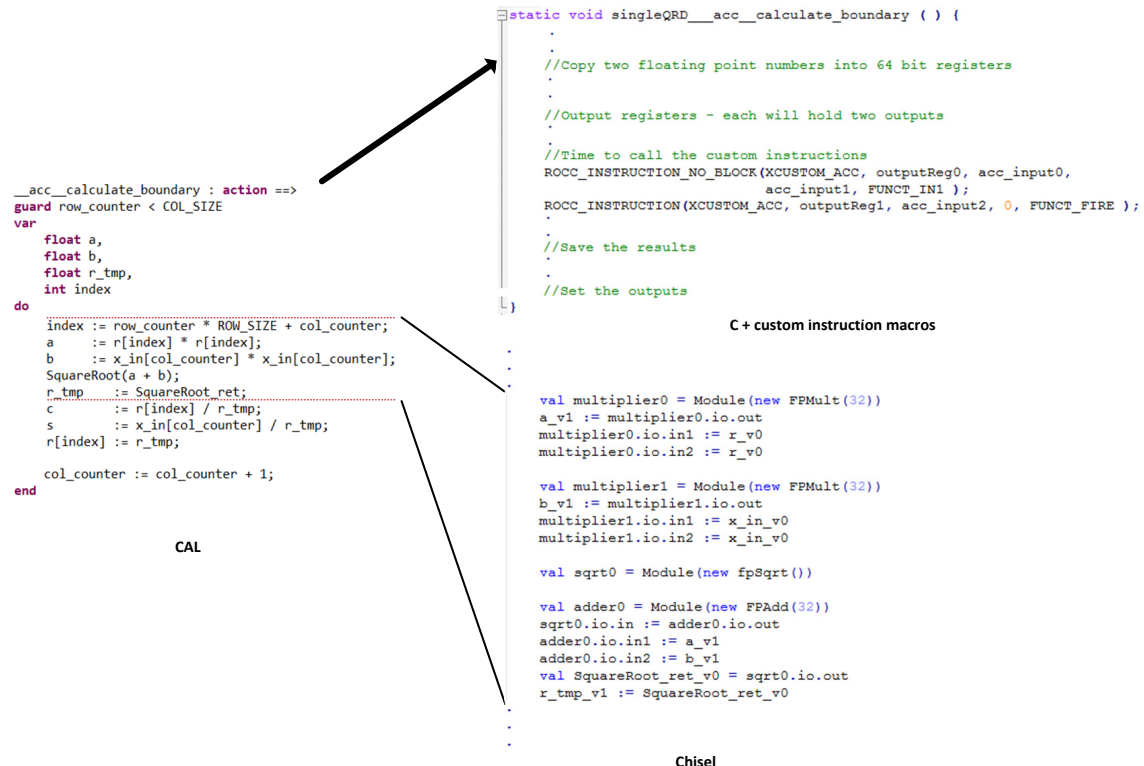 __acc__calculate_boundary : action ==>
guard row_counter < COL_SIZE
var
float a,
float b,
float r_tmp,
int index
do
index := row_counter * ROW_SIZE + col_counter;
a := r[index] * r[index];
b := x_in[col_counter] * x_in[col_counter];
SquareRoot(a + b);
r_tmp := SquareRoot_ret;
c := r[index] / r_tmp;
s := x_in[col_counter] / r_tmp;
r[index] := r_tmp;
col_counter := col_counter + 1;
end
CAL
static void singleQRD___acc__calculate_boundary ( ) {
.
.
//Copy two floating point numbers into 64 bit registers
.
.
//Output registers - each will hold two outputs
.
.
//Time to call the custom instructions
ROCC_INSTRUCTION_NO_BLOCK(XCUSTOM_ACC, outputReg0, acc_input0,
acc_input1, FUNCT_IN1 );
ROCC_INSTRUCTION(XCUSTOM_ACC, outputReg1, acc_input2, 0, FUNCT_FIRE );
.
.
//Save the results
.
.
//Set the outputs
}
C + custom instruction macros
.
.
.
val multiplier0 = Module(new FPMult(32))
a_v1 := multiplier0.io.out
multiplier0.io.in1 := r_v0
multiplier0.io.in2 := r_v0
val multiplier1 = Module(new FPMult(32))
b_v1 := multiplier1.io.out
multiplier1.io.in1 := x_in_v0
multiplier1.io.in2 := x_in_v0
val sqrt0 = Module(new fpSqrt())
val adder0 = Module(new FPAdd(32))
sqrt0.io.in := adder0.io.out
adder0.io.in1 := a_v1
adder0.io.in2 := b_v1
val SquareRoot_ret_v0 = sqrt0.io.out
r_tmp_v1 := SquareRoot_ret_v0
.
.
.
Chisel